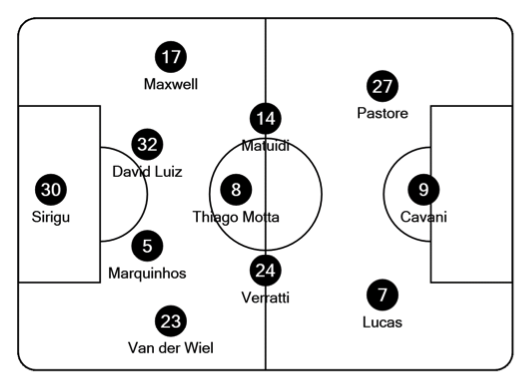 17
Maxwell
27
Pastore
14
Matuidi
32
David Luiz
30
Sirigu
8
Thiago Motta
9
Cavani
5
Marquinhos
24
Verratti
7
Lucas
23
Van der Wiel